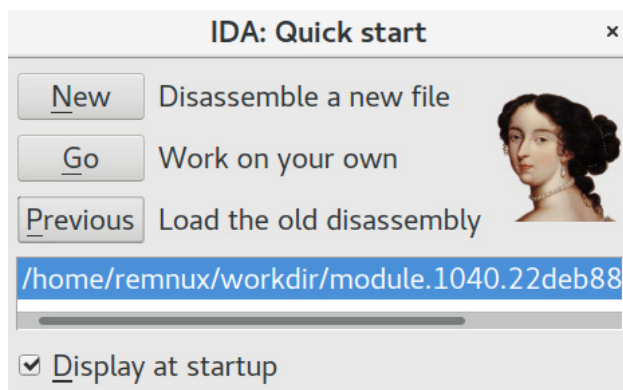 IDA: Quick start
New Disassemble a new file
Go Work on your own
Previous Load the old disassembly
/home/remnux/workdir/module.1040.22deb88
Display at startup